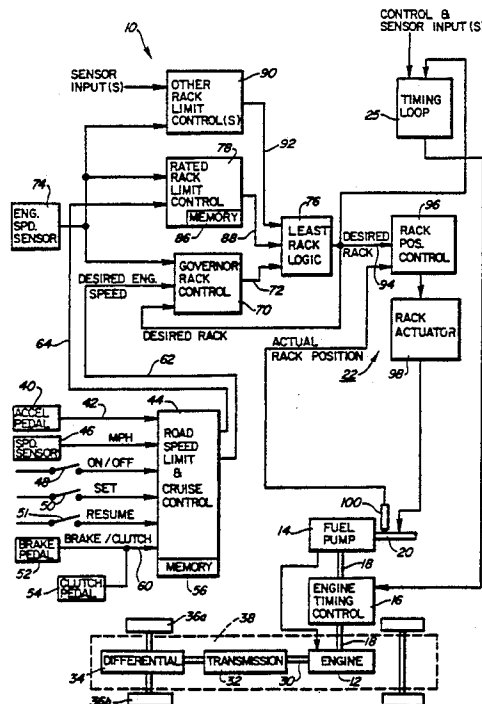 CONTROL &
SENSOR INPUT(S)
10
SENSOR
INPUT(S)
90
OTHER
RACK
LIMIT
CONTROL(S)
25
TIMING
LOOP
92
78
RATED
RACK
LIMIT
CONTROL
MEMORY
74
ENG.
SPD.
SENSOR
86
88
76
LEAST
RACK
LOGIC
DESIRED
RACK
94
96
RACK
POS.
CONTROL
DESIRED ENG.
SPEED
GOVERNOR
RACK
CONTROL
72
70
DESIRED RACK
RACK
ACTUATOR
98
22
ACTUAL
RACK POSITION
64
62
40
ACCEL
PEDAL
42
44
46
SPD.
SENSOR
MPH
ROAD
SPEED
LIMIT
&
CRUISE
CONTROL
48
ON/OFF
50
SET
51
RESUME
BRAKE
PEDAL
52
BRAKE/CLUTCH
60
MEMORY
56
54
CLUTCH
PEDAL
100
14
FUEL
PUMP
20
18
ENGINE
TIMING
CONTROL
16
36a
38
18
DIFFERENTIAL
34
TRANSMISSION
32
30
ENGINE
12
36b